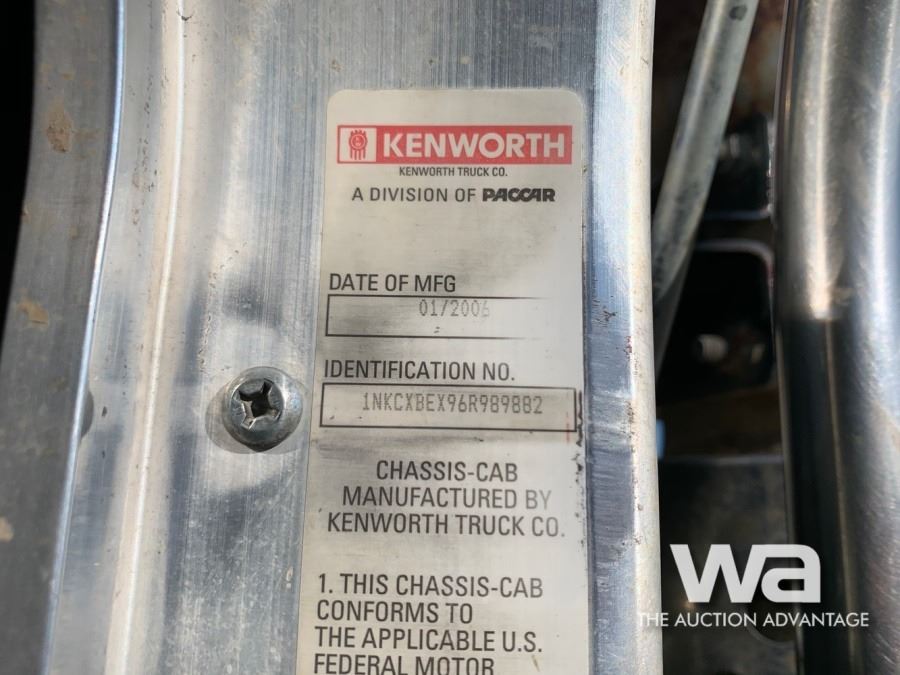 KENWORTH
KENWORTH TRUCK CO.
A DIVISION OF PACCAR
DATE OF MFG
01/2006
IDENTIFICATION NO.
1NKCXBEX96R989882
CHASSIS-CAB
MANUFACTURED BY
KENWORTH TRUCK CO.
1. THIS CHASSIS-CAB
CONFORMS TO
THE APPLICABLE U.S.
FEDERAL MOTOR
wa
THE AUCTION ADVANTAGE